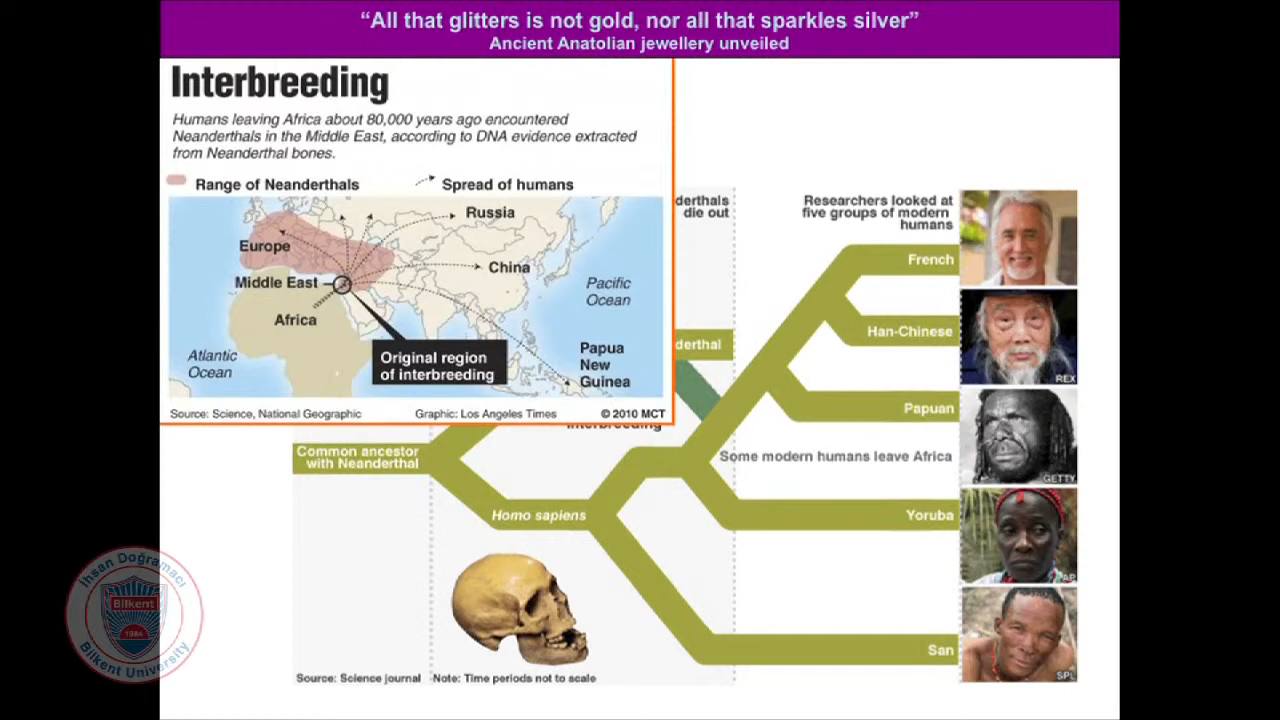 “All that glitters is not gold, nor all that sparkles silver”
Ancient Anatolian jewellery unveiled
Interbreeding
Humans leaving Africa about 80,000 years ago encountered
Neanderthals in the Middle East, according to DNA evidence extracted
from Neanderthal bones.
Range of Neanderthals
Spread of humans
Russia
Europe
China
Middle East
Pacific
Ocean
Africa
Atlantic
Ocean
Original region
of interbreeding
Papua
New
Guinea
Source: Science, National Geographic
Graphic: Los Angeles Times
© 2010 MCT
derthals
die out
Researchers looked at
five groups of modern
humans
French
Han-Chinese
REX
derthal
Papuan
GETTY
interbreeding
Common ancestor
with Neanderthal
Some modern humans leave Africa
Homo sapiens
Yoruba
AP
San
SPL
Source: Science journal
Note: Time periods not to scale
İhsan Doğramacı
Bilkent
1984
Bilkent University